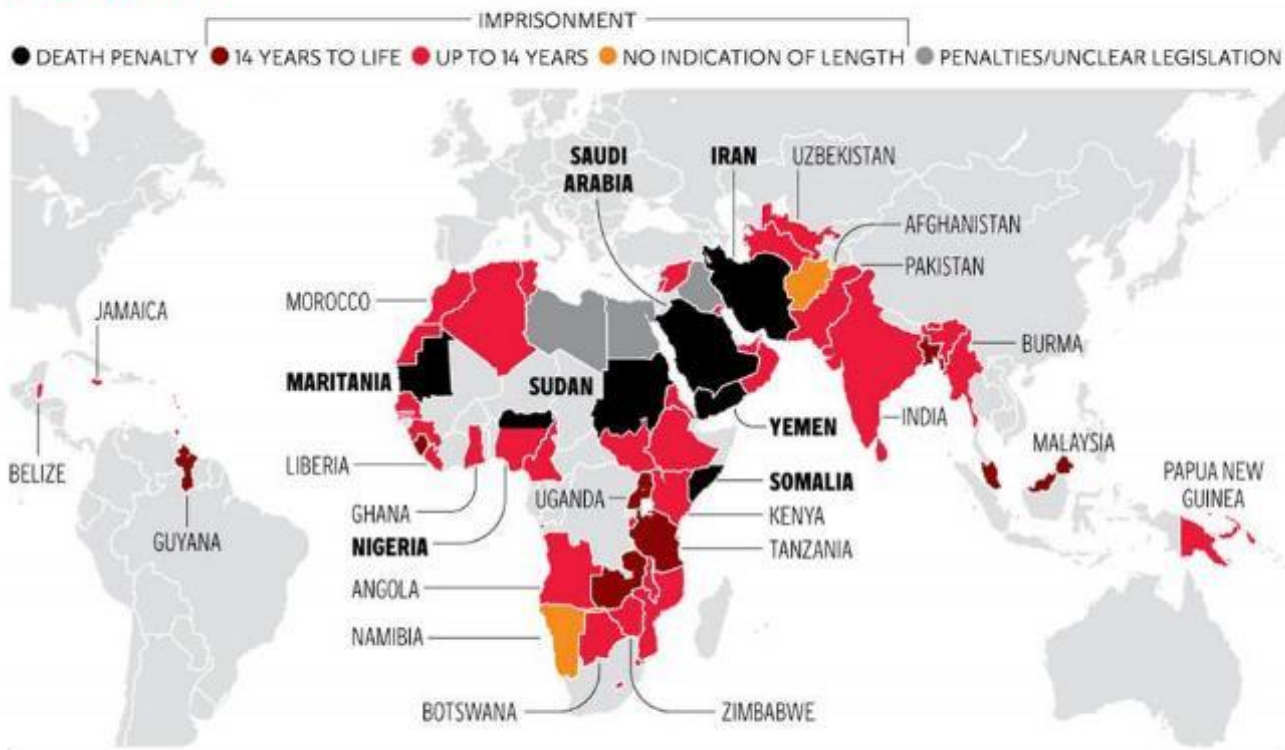 IMPRISONMENT
DEATH PENALTY 14 YEARS TO LIFE UP TO 14 YEARS NO INDICATION OF LENGTH PENALTIES/UNCLEAR LEGISLATION
SAUDI
ARABIA
IRAN
UZBEKISTAN
AFGHANISTAN
PAKISTAN
MOROCCO
JAMAICA
BURMA
MARITANIA
SUDAN
INDIA
YEMEN
MALAYSIA
BELIZE
LIBERIA
PAPUA NEW
GUINEA
UGANDA
SOMALIA
GHANA
KENYA
GUYANA
NIGERIA
TANZANIA
ANGOLA
NAMIBIA
BOTSWANA
ZIMBABWE